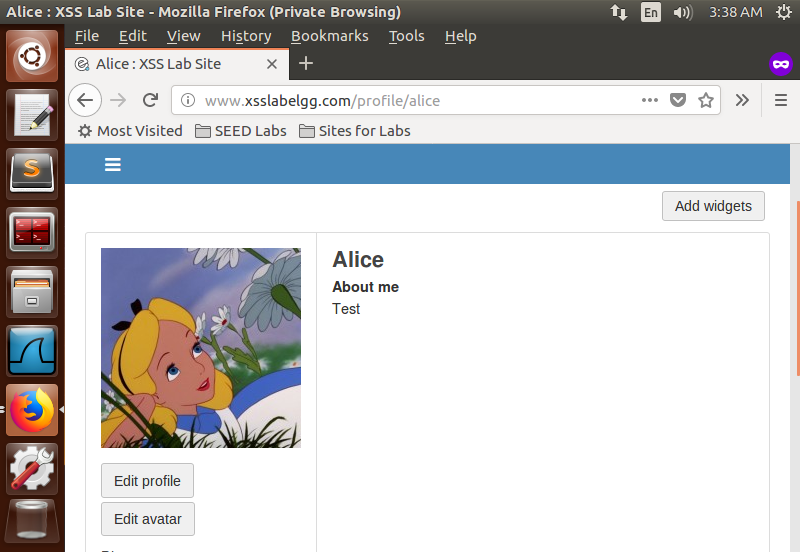 Alice : XSS Lab Site - Mozilla Firefox (Private Browsing)
En
3:38 AM
File Edit View History Bookmarks Tools Help
Alice : XSS Lab Site
www.xsslabelgg.com/profile/alice
Most Visited SEED Labs Sites for Labs
Add widgets
Alice
About me
Test
Edit profile
Edit avatar